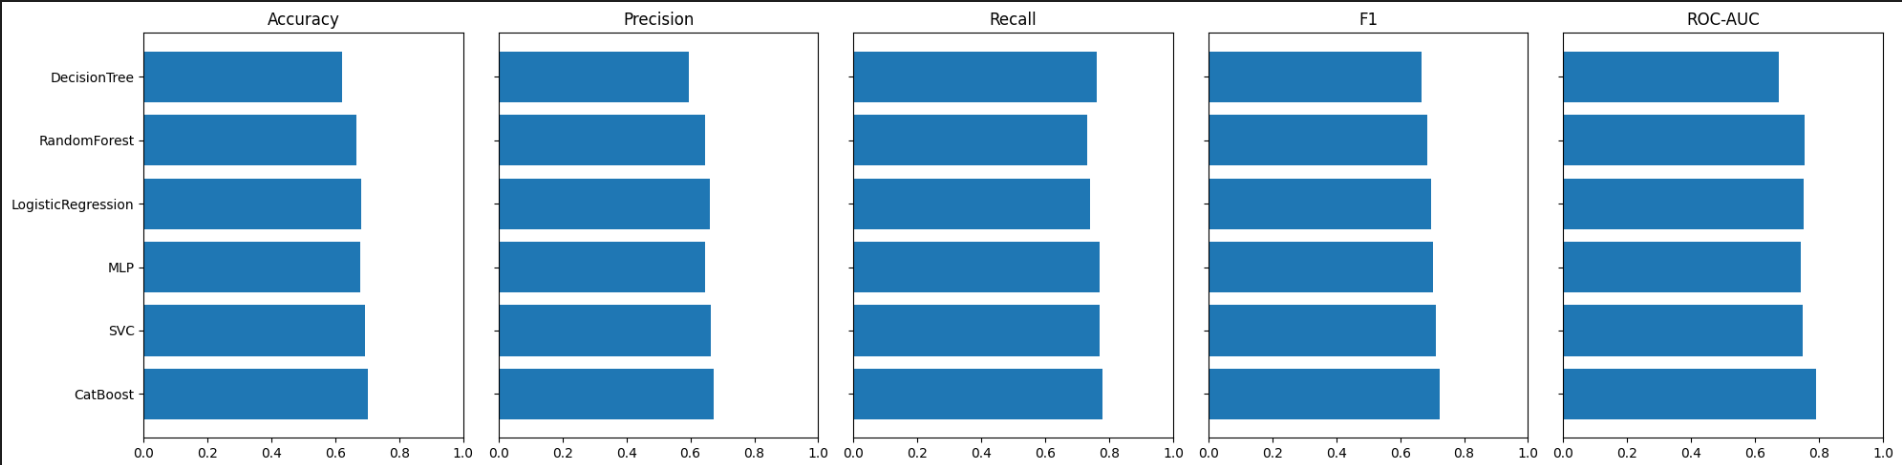 Accuracy Precision Recall F1 ROC-AUC
DecisionTree
RandomForest
LogisticRegression
MLP
SVC
CatBoost
0.0 0.2 0.4 0.6 0.8 1.0 0.0 0.2 0.4 0.6 0.8 1.0 0.0 0.2 0.4 0.6 0.8 1.0 0.0 0.2 0.4 0.6 0.8 1.0 0.0 0.2 0.4 0.6 0.8 1.0